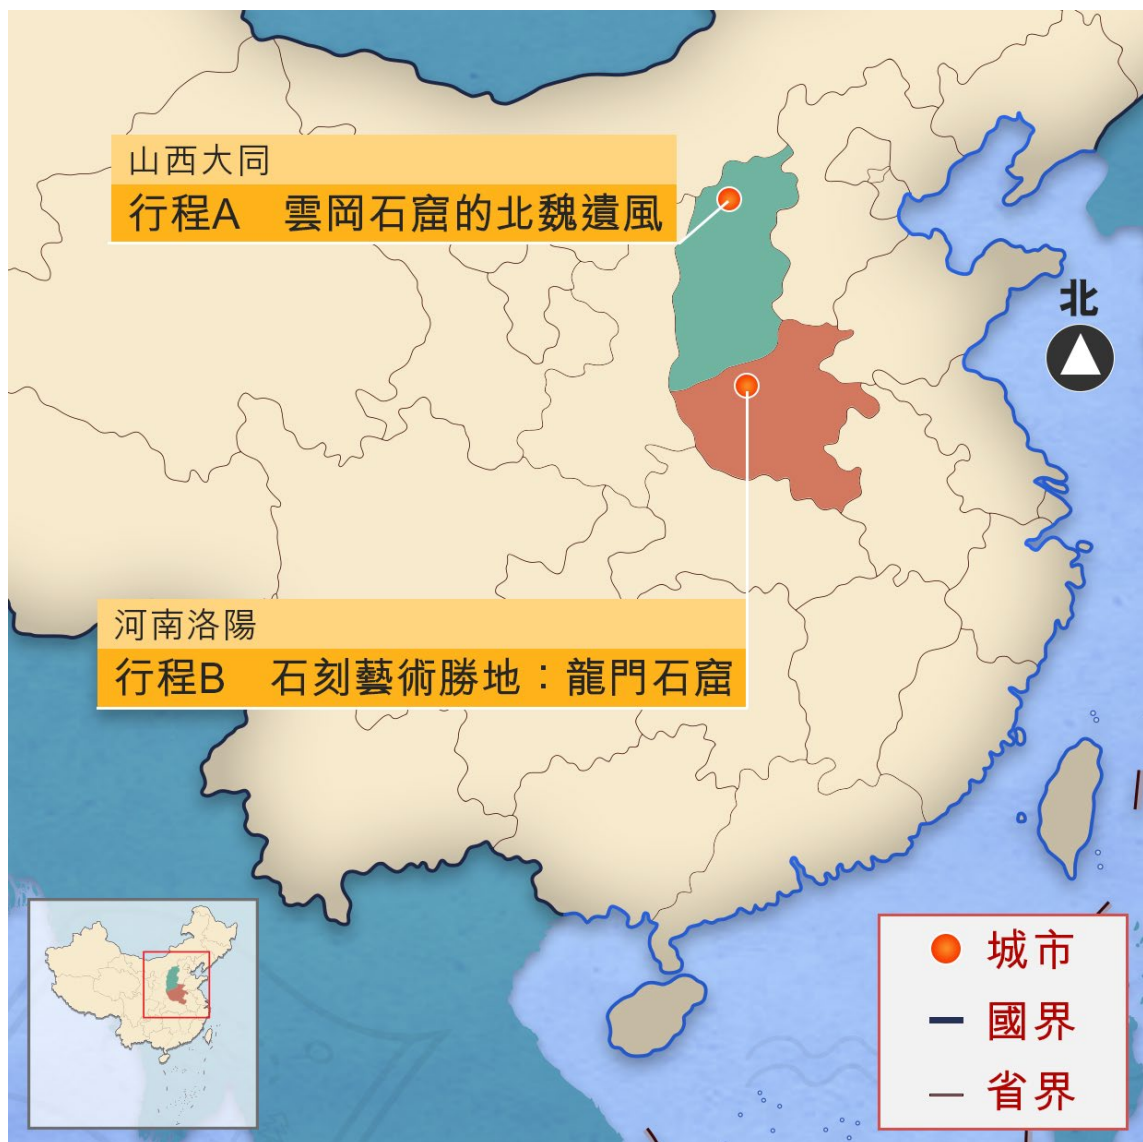 山西大同
行程A 雲岡石窟的北魏遺風
北
河南洛陽
行程B 石刻藝術勝地：龍門石窟
城市
國界
省界